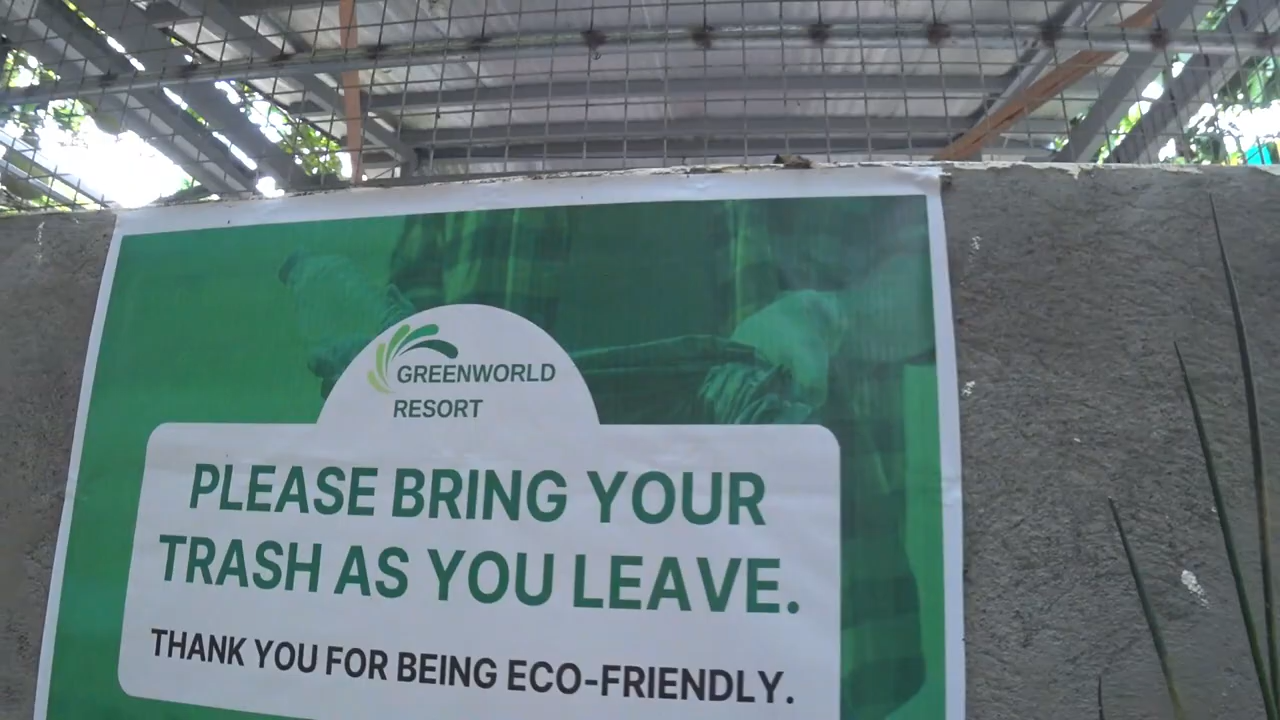 GREENWORLD
RESORT
PLEASE BRING YOUR
TRASH AS YOU LEAVE.
THANK YOU FOR BEING ECO-FRIENDLY.